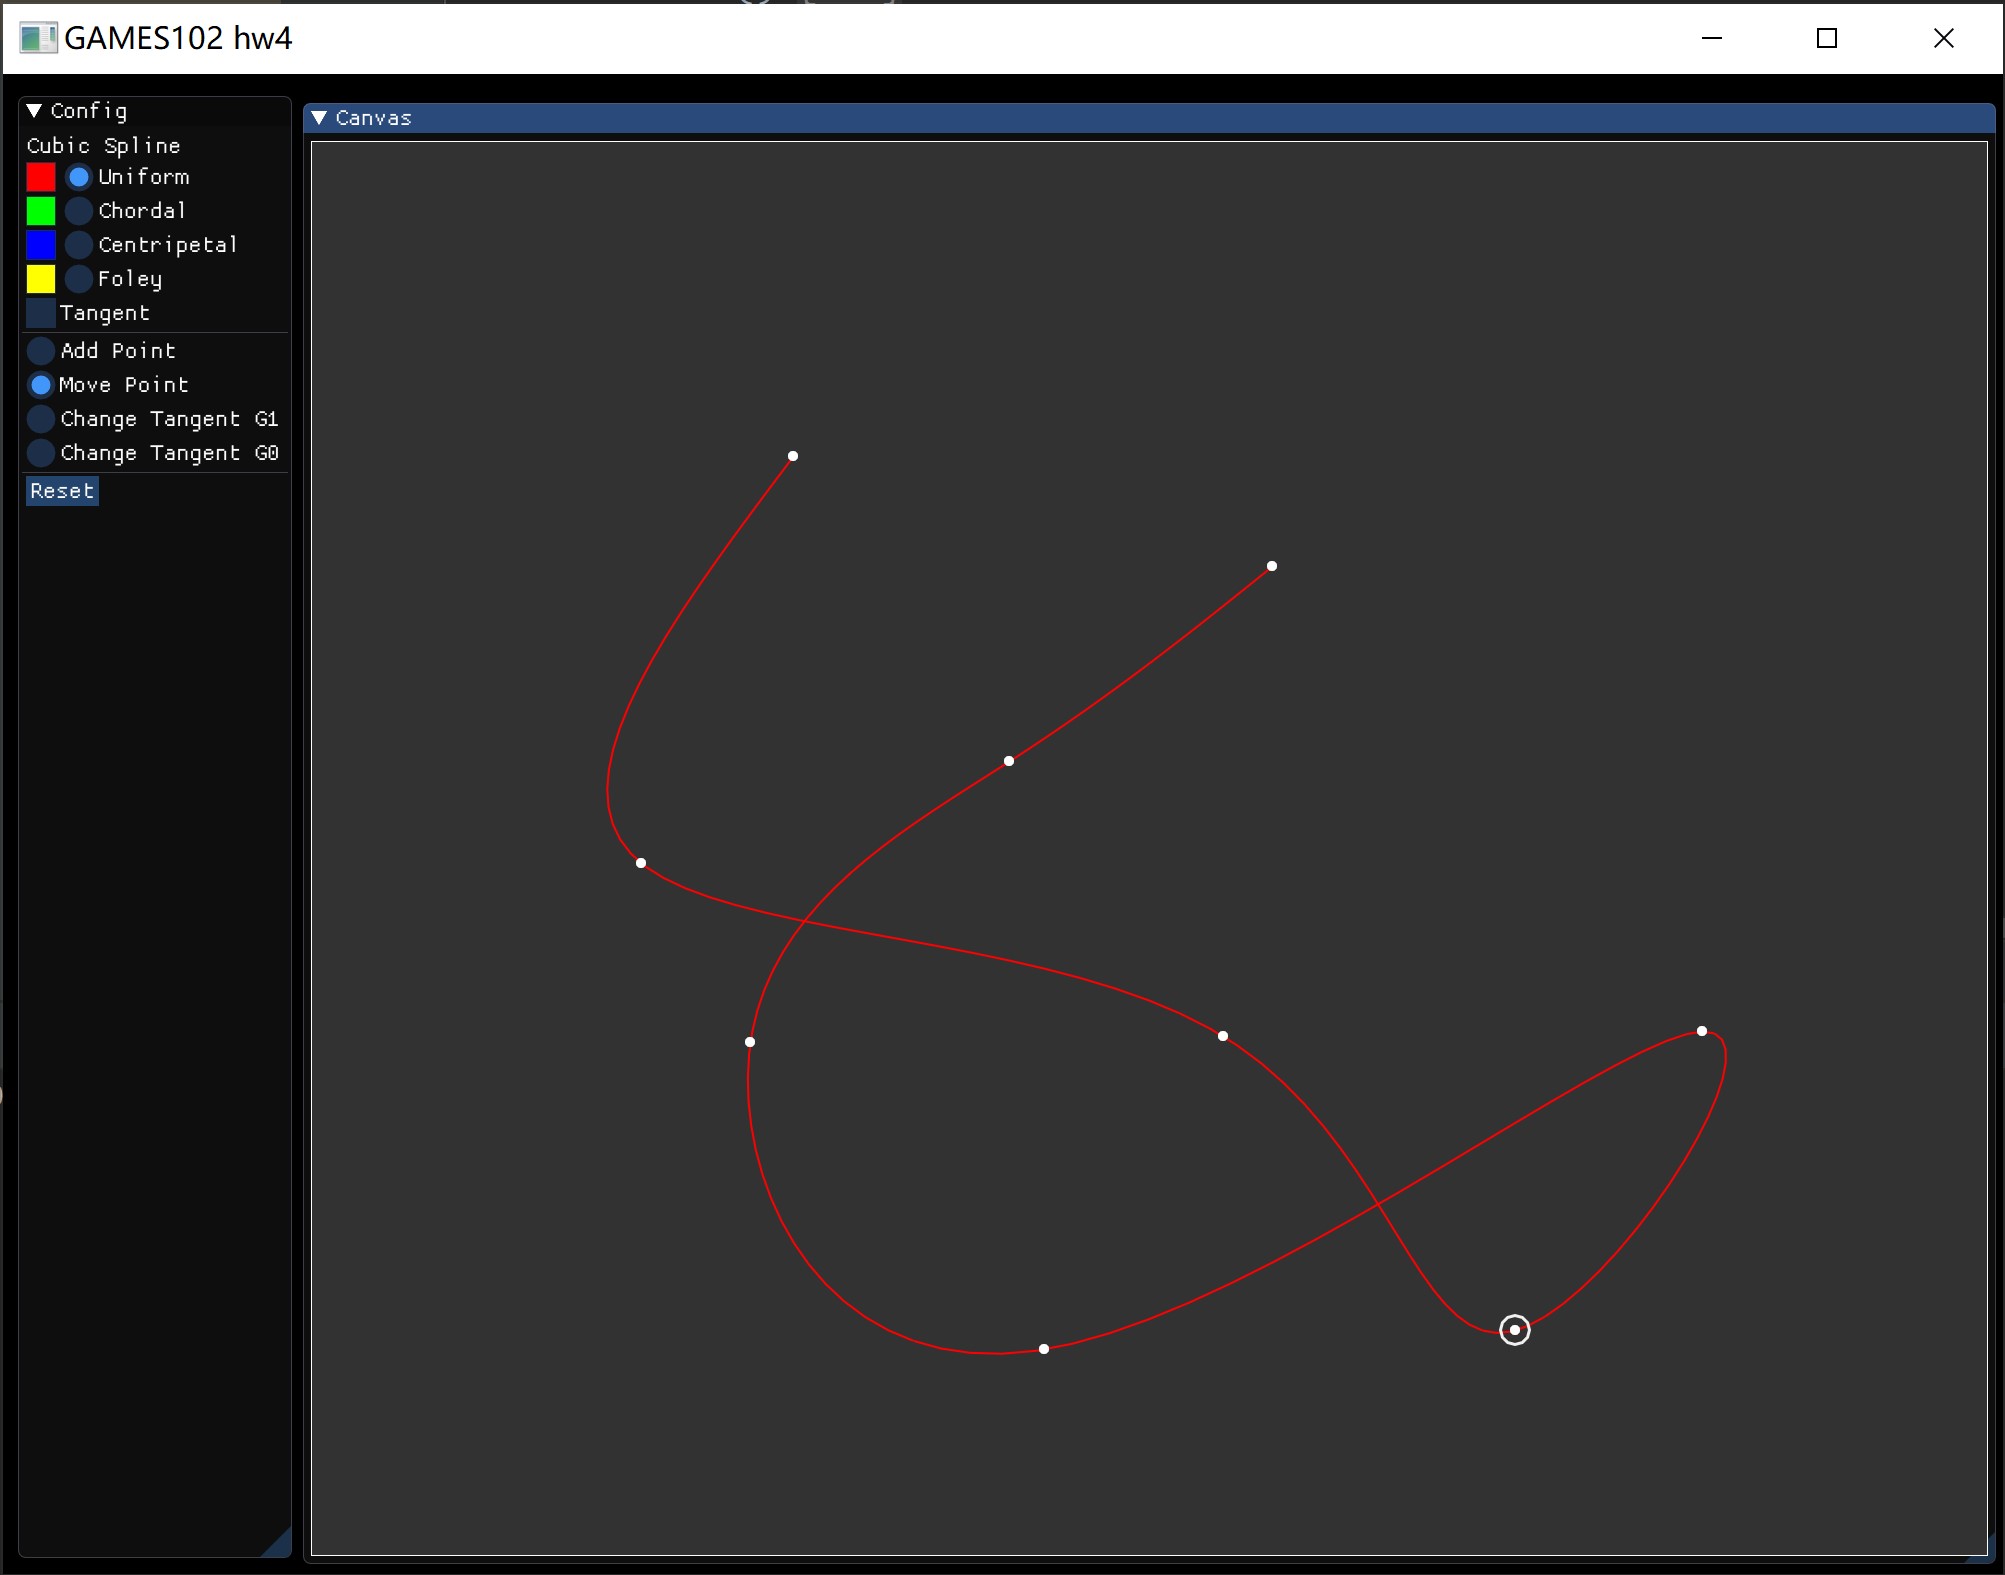 GAMES102 hw4
Config
Cubic Spline
Uniform
Chordal
Centripetal
Foley
Tangent
Add Point
Move Point
Change Tangent G1
Change Tangent G0
Reset
Canvas